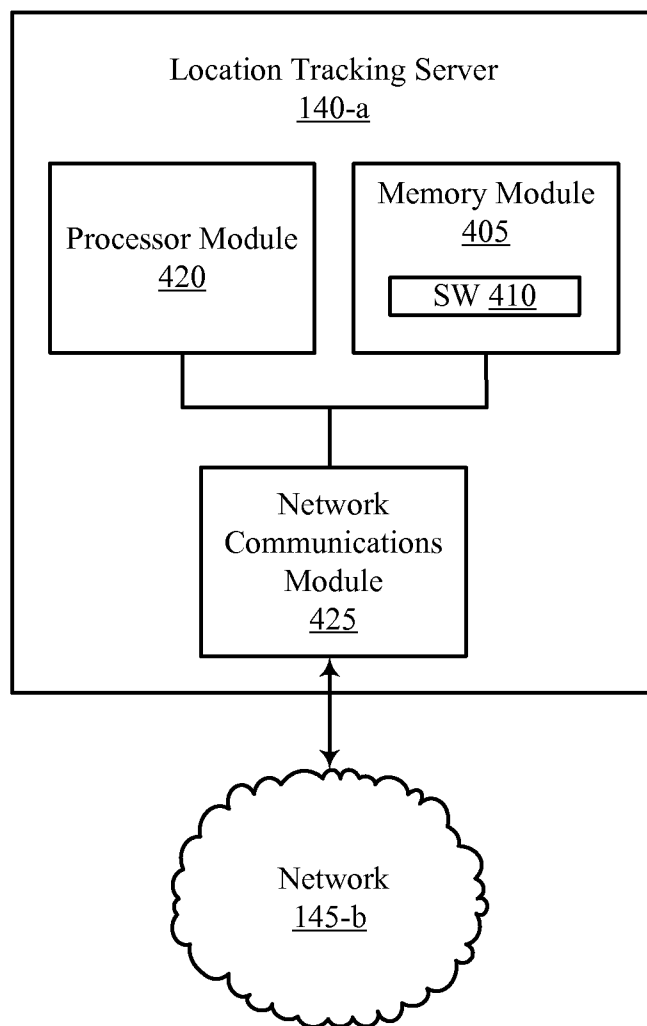 Location Tracking Server
140-a
Processor Module
420
Memory Module
405
SW 410
Network
Communications
Module
425
Network
145-b